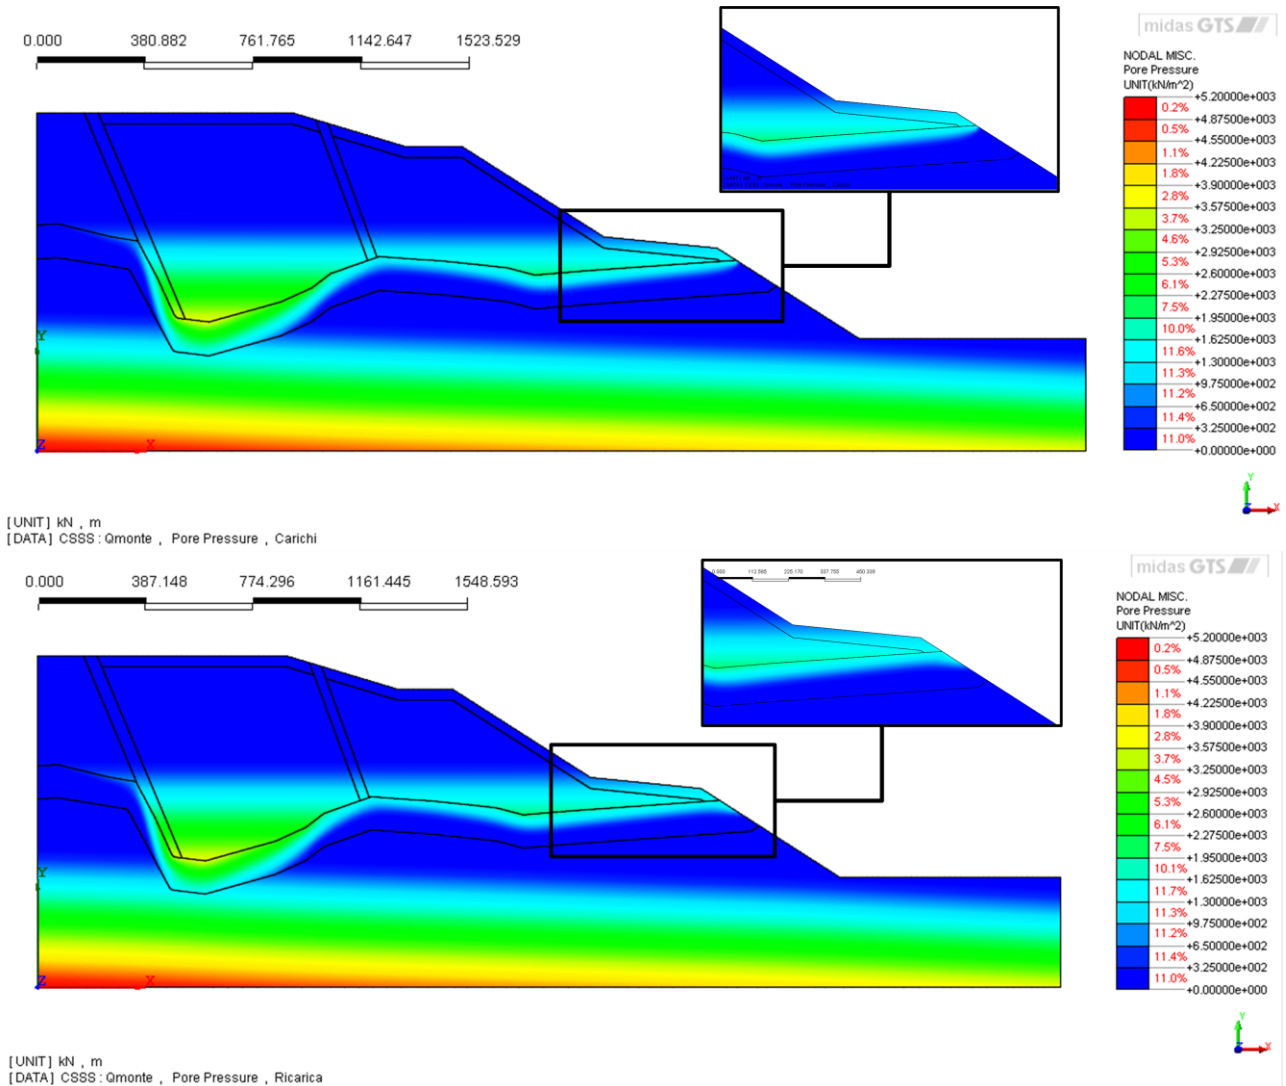 0.000 380.882 761.765 1142.647 1523.529
midas GTS
NODAL MISC.
Pore Pressure
UNIT(kN/m^2)
+5.20000e+003
0.2%
+4.87500e+003
0.5%
+4.55000e+003
1.1%
+4.22500e+003
1.8%
+3.90000e+003
2.8%
+3.57500e+003
3.7%
+3.25000e+003
4.6%
+2.92500e+003
5.3%
+2.60000e+003
6.1%
+2.27500e+003
7.5%
+1.95000e+003
10.0%
+1.62500e+003
11.6%
+1.30000e+003
11.3%
+9.75000e+002
11.2%
+6.50000e+002
11.4%
+3.25000e+002
11.0%
+0.00000e+000
Y
Z X
Y
X
[UNIT] kN , m
[DATA] CSSS : Qmonte , Pore Pressure , Carichi
0.000 387.148 774.296 1161.445 1548.593
midas GTS
NODAL MISC.
Pore Pressure
UNIT(kN/m^2)
+5.20000e+003
0.2%
+4.87500e+003
0.5%
+4.55000e+003
1.1%
+4.22500e+003
1.8%
+3.90000e+003
2.8%
+3.57500e+003
3.7%
+3.25000e+003
4.5%
+2.92500e+003
5.3%
+2.60000e+003
6.1%
+2.27500e+003
7.5%
+1.95000e+003
10.1%
+1.62500e+003
11.7%
+1.30000e+003
11.3%
+9.75000e+002
11.2%
+6.50000e+002
11.4%
+3.25000e+002
11.0%
+0.00000e+000
Y
Z X
Y
X
[UNIT] kN , m
[DATA] CSSS : Qmonte , Pore Pressure , Ricarica